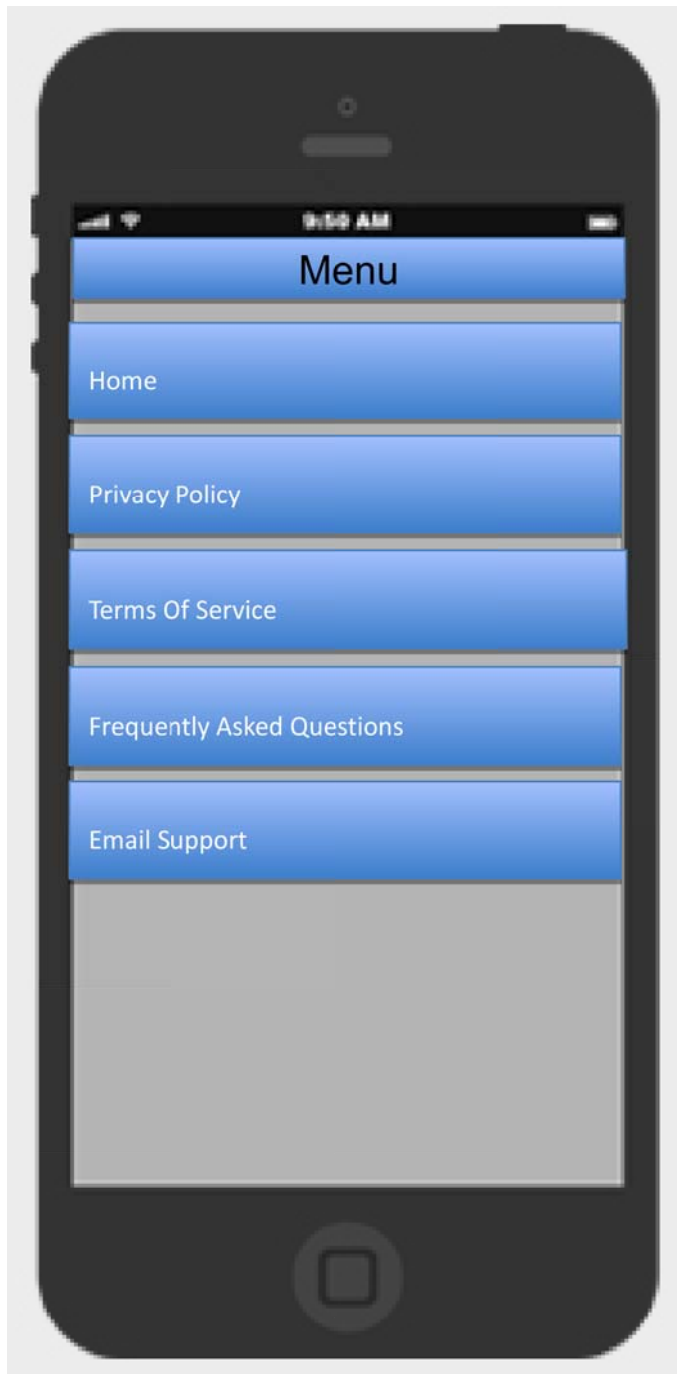 9:50 AM
Menu
Home
Privacy Policy
Terms Of Service
Frequently Asked Questions
Email Support